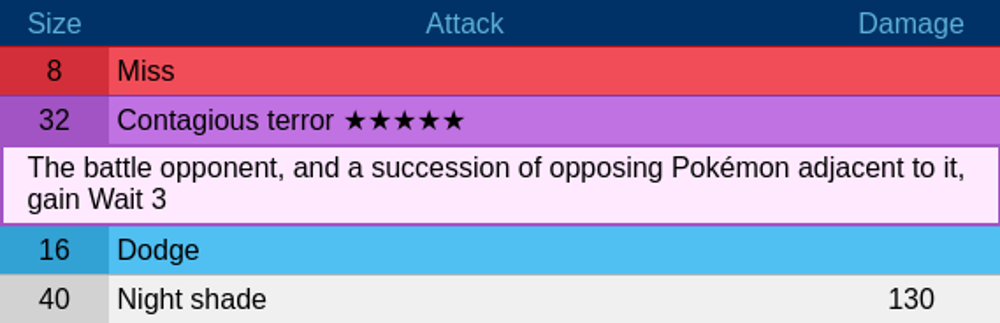 Size Attack Damage
8 Miss
32 Contagious terror ★★★★★
The battle opponent, and a succession of opposing Pokémon adjacent to it,
gain Wait 3
16 Dodge
40 Night shade 130